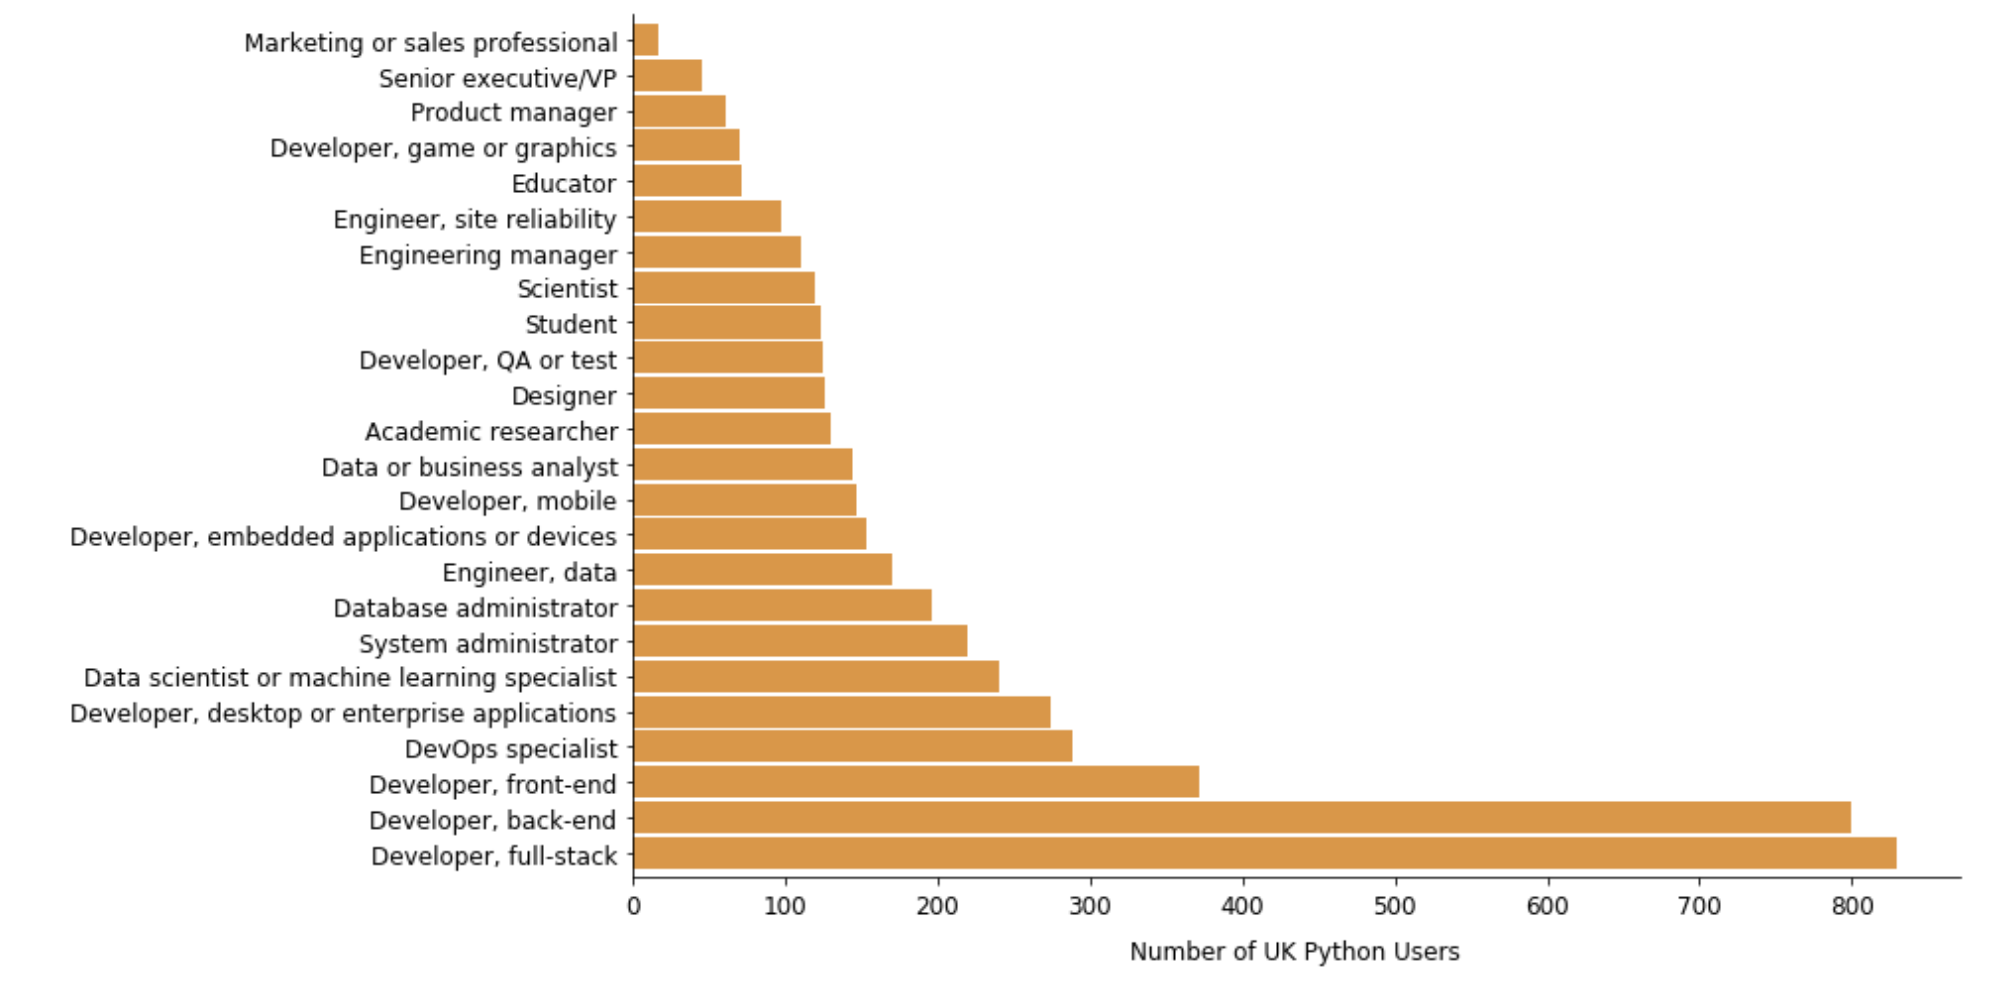 Marketing or sales professional
Senior executive/VP
Product manager
Developer, game or graphics
Educator
Engineer, site reliability
Engineering manager
Scientist
Student
Developer, QA or test
Designer
Academic researcher
Data or business analyst
Developer, mobile
Developer, embedded applications or devices
Engineer, data
Database administrator
System administrator
Data scientist or machine learning specialist
Developer, desktop or enterprise applications
DevOps specialist
Developer, front-end
Developer, back-end
Developer, full-stack
0 100 200 300 400 500 600 700 800
Number of UK Python Users